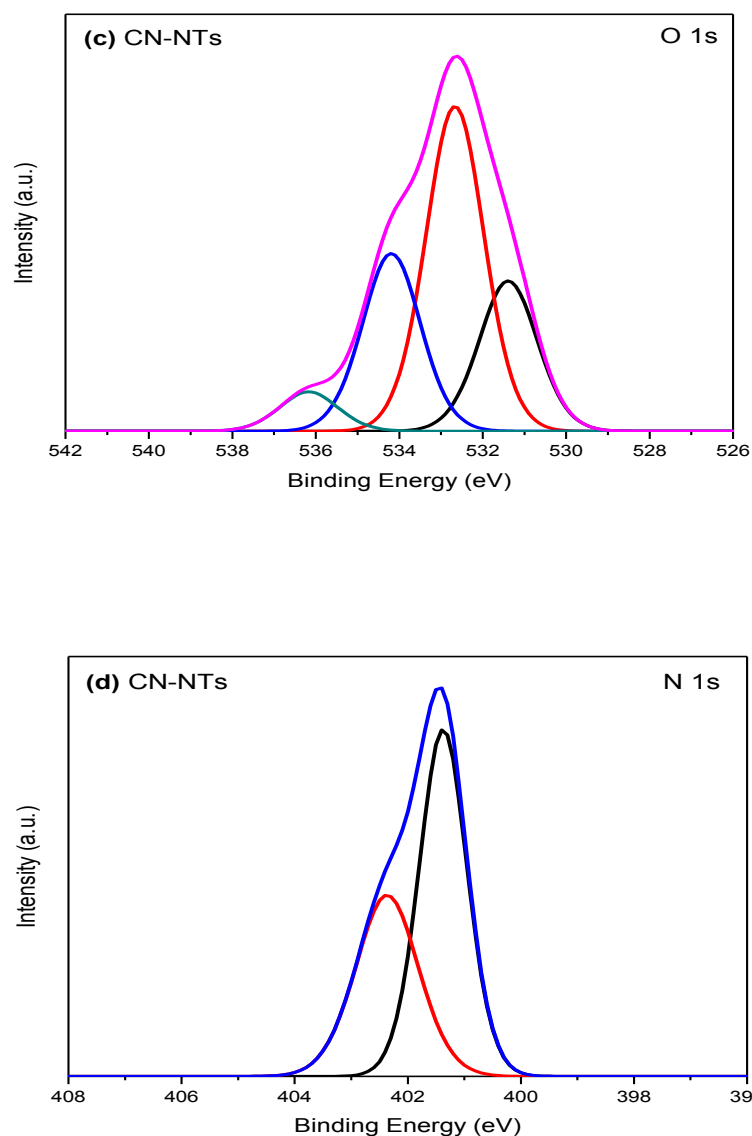 (c) CN-NTs O 1s
Intensity (a.u.)
542 540 538 536 534 532 530 528 526
Binding Energy (eV)
(d) CN-NTs N 1s
Intensity (a.u.)
408 406 404 402 400 398 39
Binding Energy (eV)